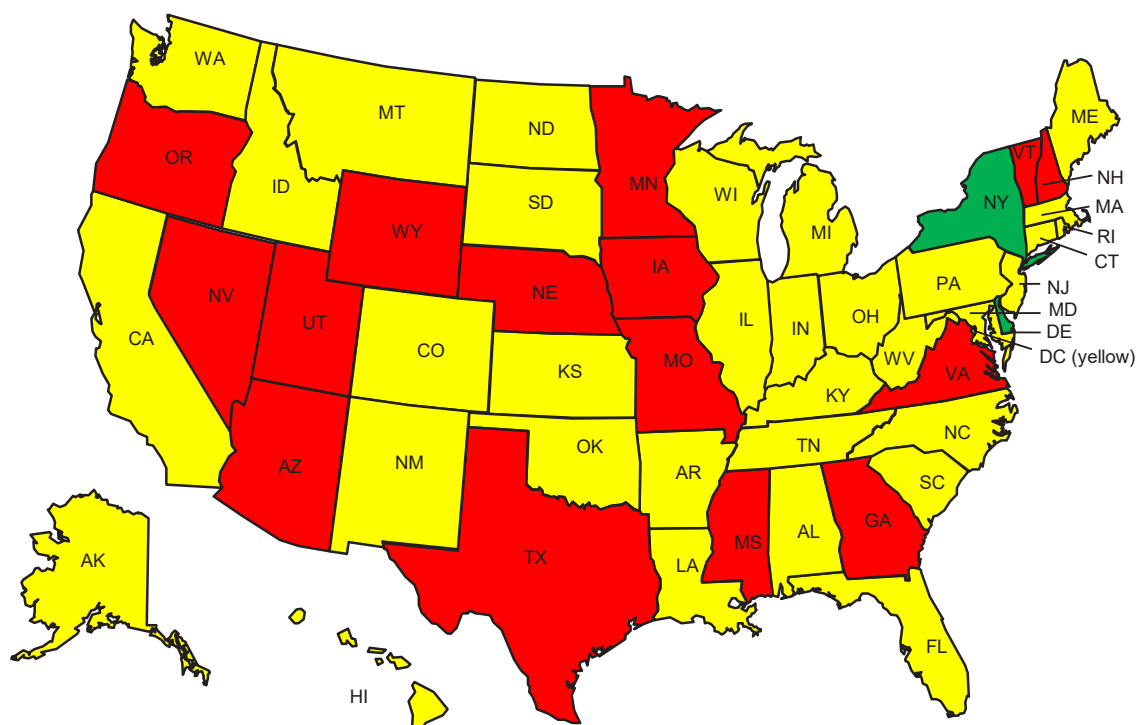 WA
MT
ND
ME
OR
ID
MN
VT
NH
WI
SD
NY
MA
MI
WY
RI
CT
IA
PA
NE
NJ
NV
MD
UT
IL
IN
OH
DE
CA
CO
DC (yellow)
WV
MO
KS
VA
KY
NC
TN
OK
AZ
NM
AR
SC
GA
MS
AL
TX
AK
LA
FL
HI